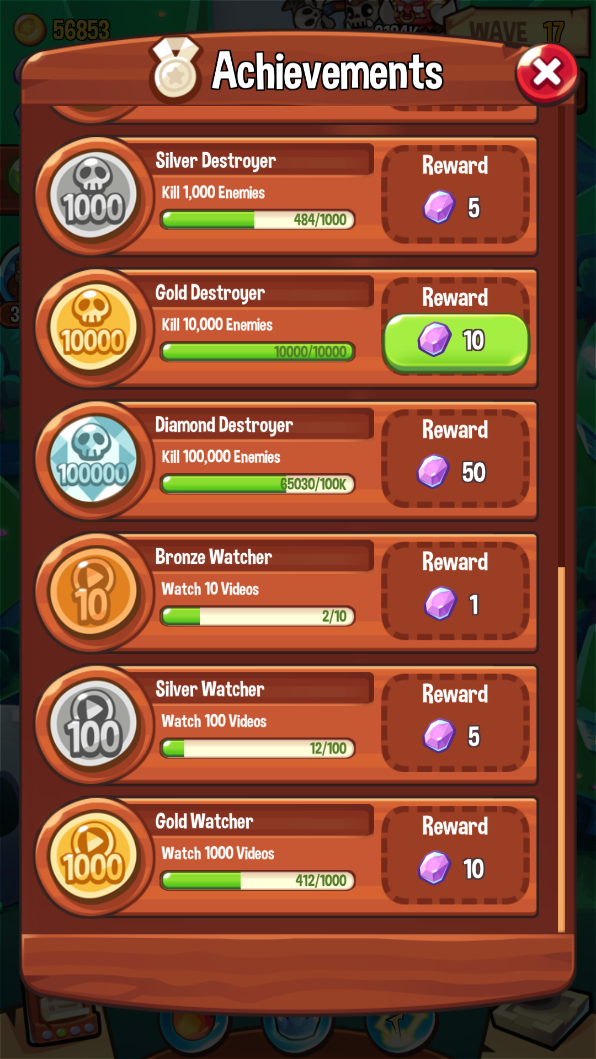 56853
WAVE 17
Achievements
Silver Destroyer
Kill 1,000 Enemies
1000
484/1000
Reward
5
Gold Destroyer
Kill 10,000 Enemies
10000
10000/10000
Reward
10
Diamond Destroyer
Kill 100,000 Enemies
100000
65030/100K
Reward
50
Bronze Watcher
Watch 10 Videos
10
2/10
Reward
1
Silver Watcher
Watch 100 Videos
100
12/100
Reward
5
Gold Watcher
Watch 1000 Videos
1000
412/1000
Reward
10